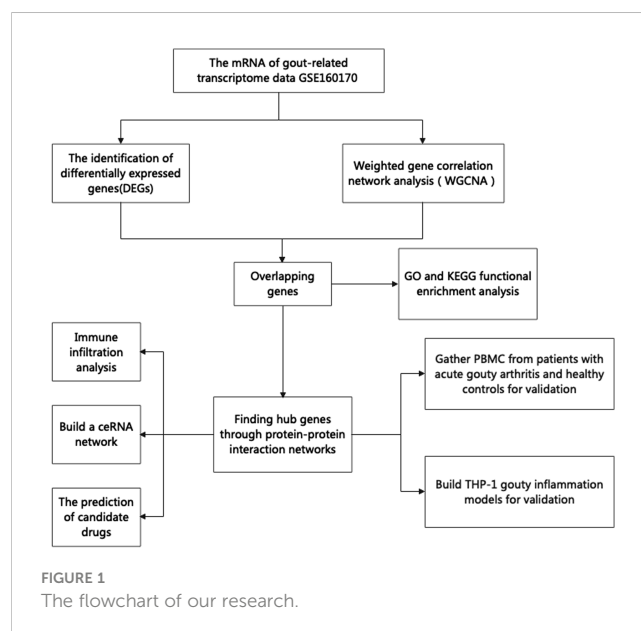 The mRNA of gout-related
transcriptome data GSE160170
The identification of
differentially expressed
genes(DEGs)
Weighted gene correlation
network analysis ( WGCNA )
Overlapping
genes
GO and KEGG functional
enrichment analysis
Immune
infiltration
analysis
Build a ceRNA
network
The prediction
of candidate
drugs
Finding hub genes
through protein-protein
interaction networks
Gather PBMC from patients with
acute gouty arthritis and healthy
controls for validation
Build THP-1 gouty inflammation
models for validation
FIGURE 1
The flowchart of our research.